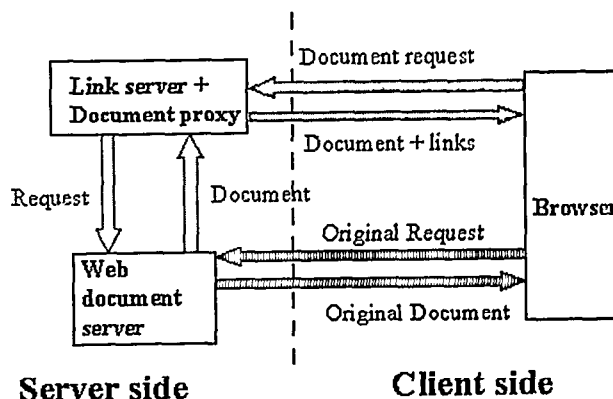 Document request
Link server +
Document proxy
Document + links
Request
Document
Browser
Original Request
Web
document
server
Original Document
Server side
Client side